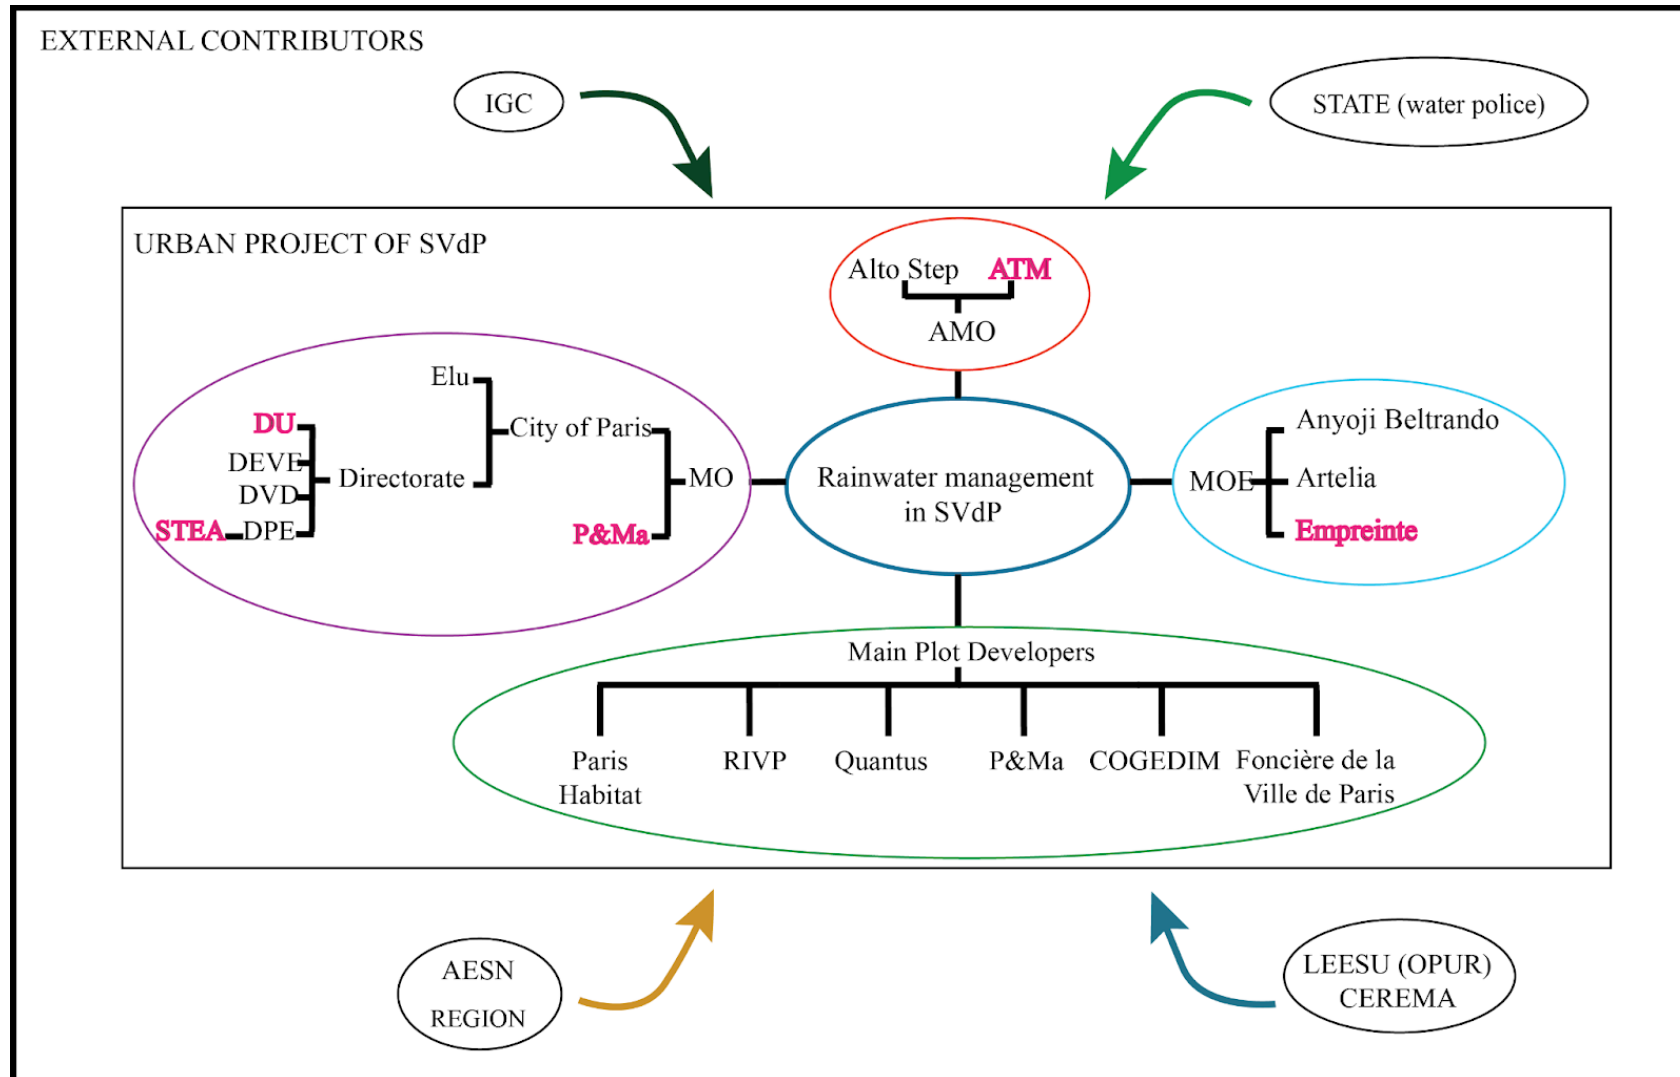 EXTERNAL CONTRIBUTORS
IGC
STATE (water police)
URBAN PROJECT OF SVdP
Alto Step ATM
AMO
Elu
DU
City of Paris
DEVE
Directorate
DVD
STEA DPE
MO
P&Ma
Rainwater management
in SVdP
MOE
Anyoji Beltrando
Artelia
Empreinte
Main Plot Developers
Paris
Habitat
RIVP
Quantus
P&Ma
COGEDIM
Foncière de la
Ville de Paris
AESN
REGION
LEESU (OPUR)
CEREMA